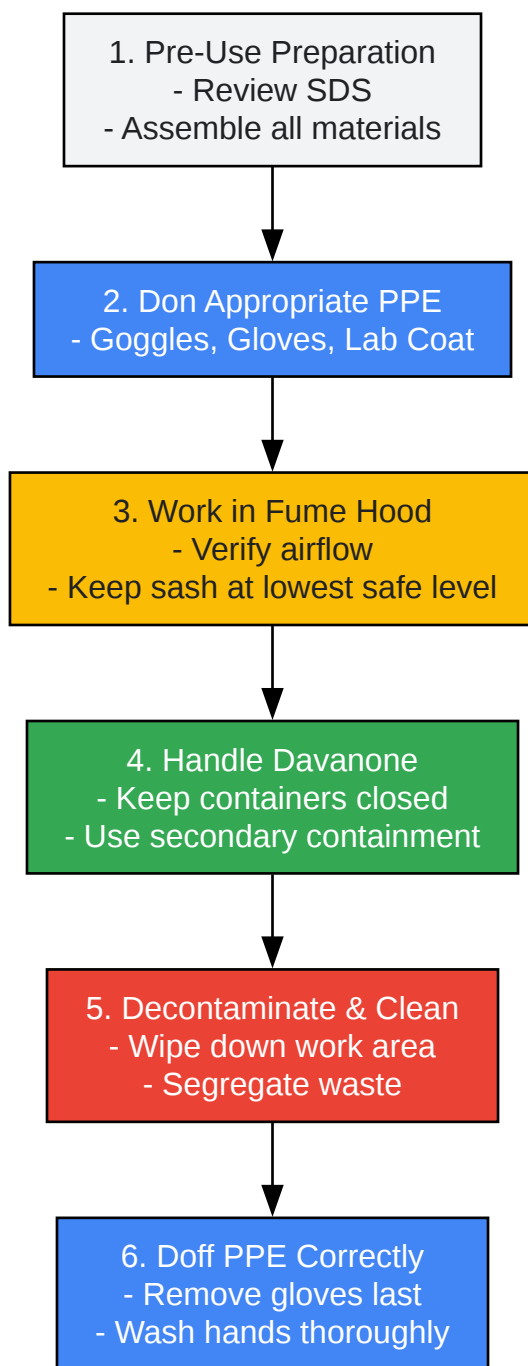 1. Pre-Use Preparation
- Review SDS
- Assemble all materials
2. Don Appropriate PPE
- Goggles, Gloves, Lab Coat
3. Work in Fume Hood
- Verify airflow
- Keep sash at lowest safe level
4. Handle Davanone
- Keep containers closed
- Use secondary containment
5. Decontaminate & Clean
- Wipe down work area
- Segregate waste
6. Doff PPE Correctly
- Remove gloves last
- Wash hands thoroughly